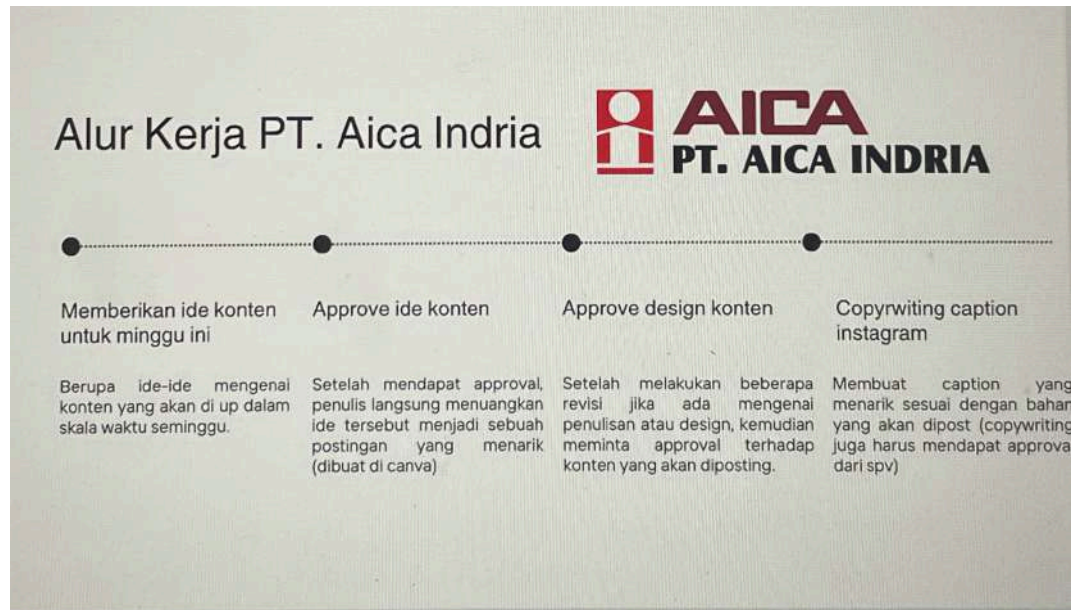 Alur Kerja PT. Aica Indria
AICA
PT. AICA INDRIA
Memberikan ide konten
untuk minggu ini
Berupa ide-ide mengenai
konten yang akan di up dalam
skala waktu seminggu.
Approve ide konten
Setelah mendapat approval,
penulis langsung menuangkan
ide tersebut menjadi sebuah
postingan yang menarik
(dibuat di canva)
Approve design konten
Setelah melakukan beberapa
revisi jika ada mengenai
penulisan atau design, kemudian
meminta approval terhadap
konten yang akan diposting.
Copyrwiting caption
instagram
Membuat caption yang
menarik sesuai dengan bahan
yang akan dipost (copywriting
juga harus mendapat approva
dari spv)